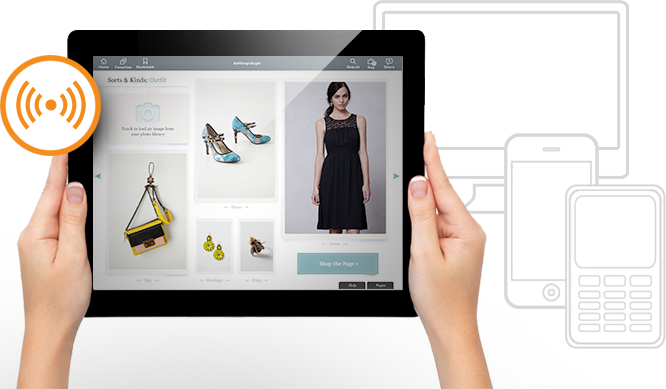 Home
Favorites
Bookmark
Anthropologie
Search
Bag
Share
Sorts & Kinds: Outfit
Touch to load an image from
your photo library
← Shoes →
← Dress →
← Bag →
← Earrings →
← Ring →
Shop the Page »
Help
Pages